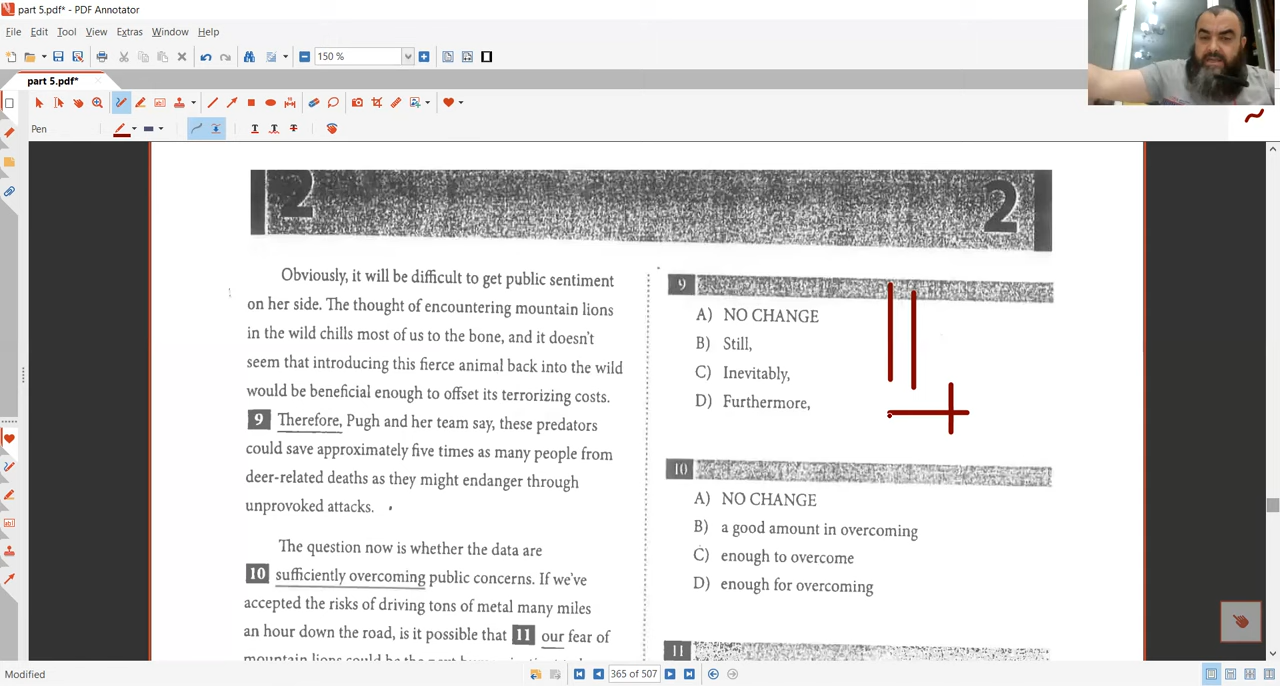 part 5.pdf* - PDF Annotator
File Edit Tool View Extras Window Help
150 %
part 5.pdf*
Pen
2
2
Obviously, it will be difficult to get public sentiment
on her side. The thought of encountering mountain lions
in the wild chills most of us to the bone, and it doesn't
seem that introducing this fierce animal back into the wild
would be beneficial enough to offset its terrorizing costs.
9 Therefore, Pugh and her team say, these predators
could save approximately five times as many people from
deer-related deaths as they might endanger through
unprovoked attacks.
The question now is whether the data are
10 sufficiently overcoming public concerns. If we've
accepted the risks of driving tons of metal many miles
an hour down the road, is it possible that 11 our fear of
mountain lions could be the next
9
A) NO CHANGE
B) Still,
C) Inevitably,
D) Furthermore,
10
A) NO CHANGE
B) a good amount in overcoming
C) enough to overcome
D) enough for overcoming
11
Modified
365 of 507